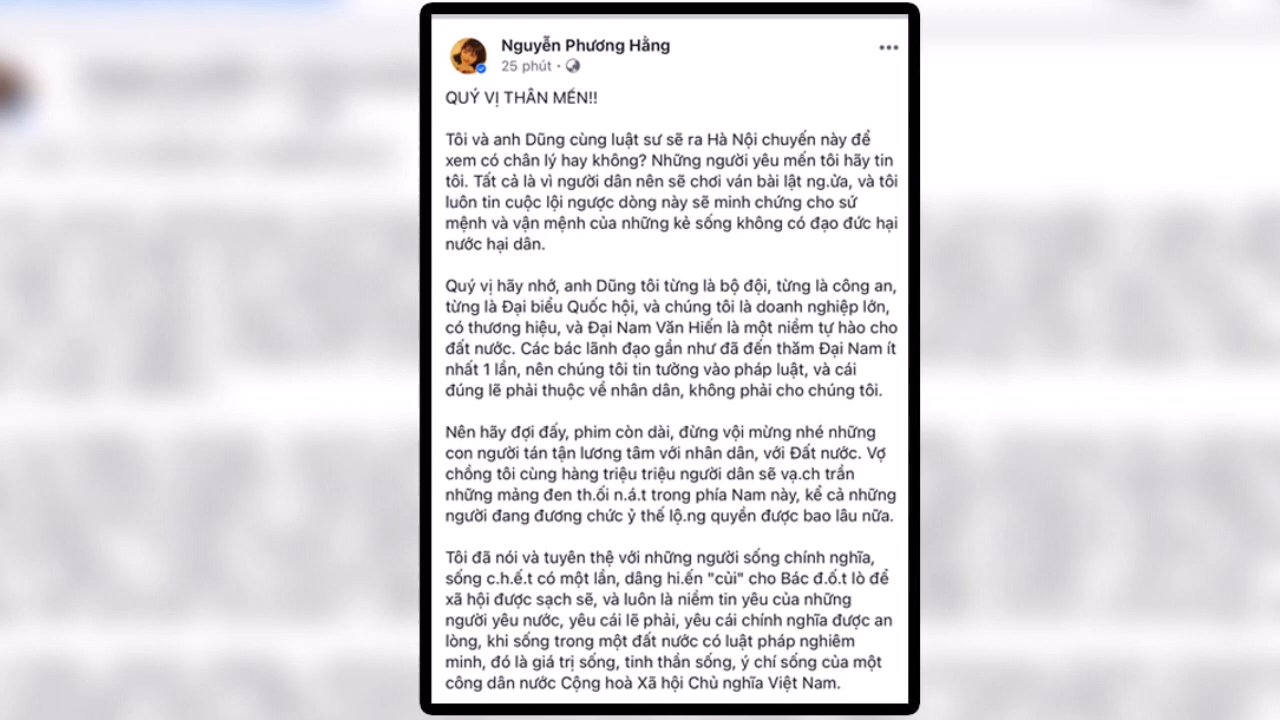 Nguyễn Phương Hằng
25 phút ·
QUÝ VỊ THÂN MẾN!!
Tôi và anh Dũng cùng luật sư sẽ ra Hà Nội chuyến này để
xem có chân lý hay không? Những người yêu mến tôi hãy tin
tôi. Tất cả là vì người dân nên sẽ chơi ván bài lật ng.ửa, và tôi
luôn tin cuộc lội ngược dòng này sẽ minh chứng cho sứ
mệnh và vận mệnh của những kẻ sống không có đạo đức hại
nước hại dân.
Quý vị hãy nhớ, anh Dũng tôi từng là bộ đội, từng là công an,
từng là Đại biểu Quốc hội, và chúng tôi là doanh nghiệp lớn,
có thương hiệu, và Đại Nam Văn Hiến là một niềm tự hào cho
đất nước. Các bác lãnh đạo gần như đã đến thăm Đại Nam ít
nhất 1 lần, nên chúng tôi tin tường vào pháp luật, và cái
đúng lẽ phải thuộc về nhân dân, không phải cho chúng tôi.
Nên hãy đợi đấy, phim còn dài, đừng vội mừng nhé những
con người tán tận lương tâm với nhân dân, với Đất nước. Vợ
chồng tôi cùng hàng triệu triệu người dân sẽ vạ.ch trần
những mảng đen th.ối n.á.t trong phía Nam này, kể cả những
người đang đương chức ỷ thế lộ.ng quyền được bao lâu nữa.
Tôi đã nói và tuyên thệ với những người sống chính nghĩa,
sống c.h.ế.t có một lần, dâng hi.ến "củi" cho Bác đ.ố.t lò để
xã hội được sạch sẽ, và luôn là niềm tin yêu của những
người yêu nước, yêu cái lẽ phải, yêu cái chính nghĩa được an
lòng, khi sống trong một đất nước có luật pháp nghiêm
minh, đó là giá trị sống, tinh thần sống, ý chí sống của một
công dân nước Cộng hoà Xã hội Chủ nghĩa Việt Nam.